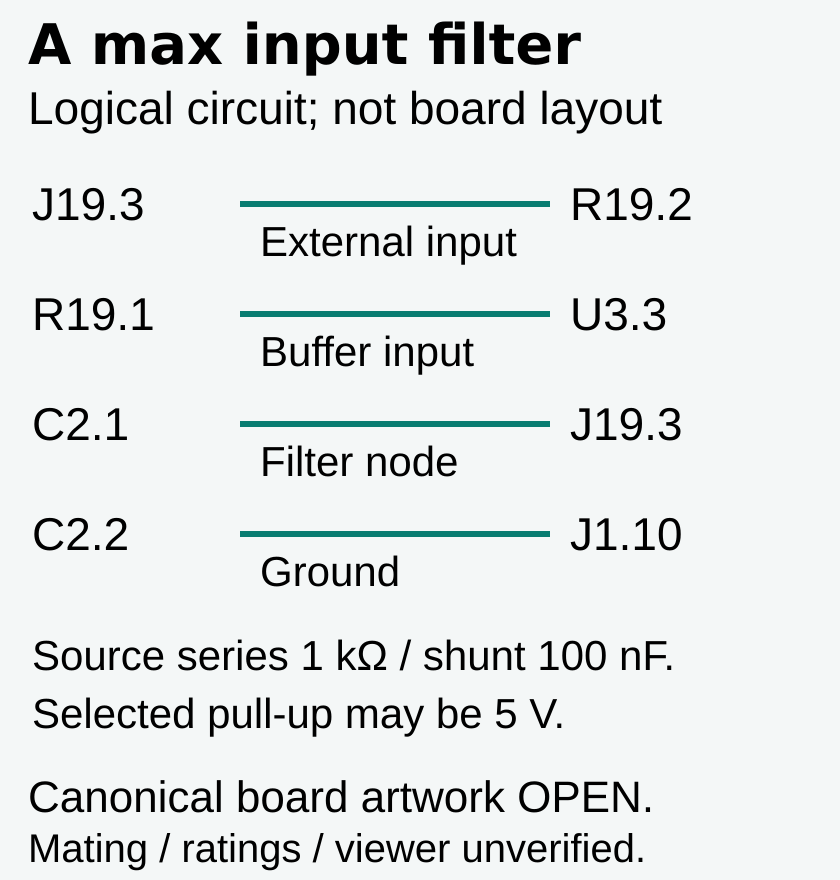 A max input filter
Logical circuit; not board layout
J19.3 R19.2
External input
R19.1 U3.3
Buffer input
C2.1 J19.3
Filter node
C2.2 J1.10
Ground
Source series 1 kΩ / shunt 100 nF.
Selected pull-up may be 5 V.
Canonical board artwork OPEN.
Mating / ratings / viewer unverified.